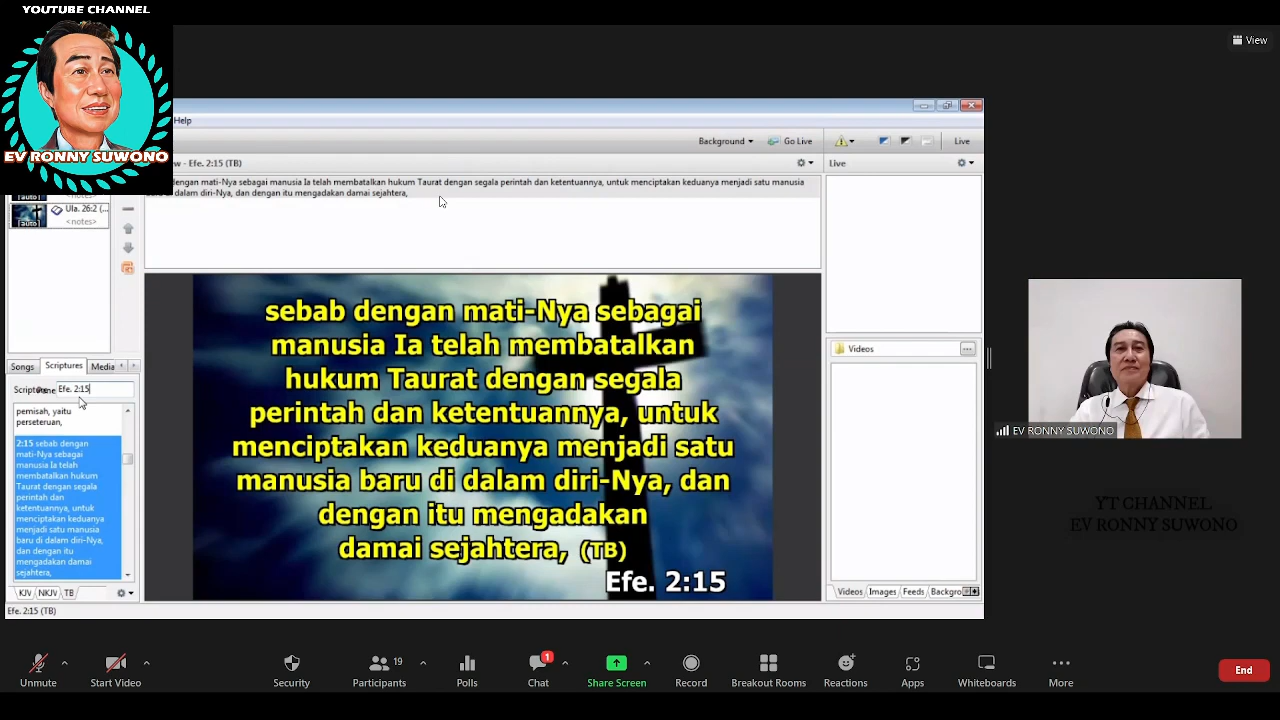 YOUTUBE CHANNEL
EV RONNY SUWONO
View
Help
Background
Go Live
Live
- Efe. 2:15 (TB)
Live
dengan mati-Nya sebagai manusia Ia telah membatalkan hukum Taurat dengan segala perintah dan ketentuannya, untuk menciptakan keduanya menjadi satu manusia
dalam diri-Nya, dan dengan itu mengadakan damai sejahtera,
[auto]
Ula. 26:2 (...
<notes>
[auto]
sebab dengan mati-Nya sebagai
manusia Ia telah membatalkan
hukum Taurat dengan segala
perintah dan ketentuannya, untuk
menciptakan keduanya menjadi satu
manusia baru di dalam diri-Nya, dan
dengan itu mengadakan
damai sejahtera, (TB)
Efe. 2:15
Songs
Scriptures
Media
Efe. 2:15
pemisah, yaitu
perseteruan,
2:15 sebab dengan
mati-Nya sebagai
manusia Ia telah
membatalkan hukum
Taurat dengan segala
perintah dan
ketentuannya, untuk
menciptakan keduanya
menjadi satu manusia
baru di dalam diri-Nya,
dan dengan itu
mengadakan damai
sejahtera,
KJV
NKJV
TB
Efe. 2:15 (TB)
Videos
Videos
Images
Feeds
Backgro
EV RONNY SUWONO
YT CHANNEL
EV RONNY SUWONO
Unmute
Start Video
Security
Participants
19
Polls
Chat
1
Share Screen
Record
Breakout Rooms
Reactions
Apps
Whiteboards
More
End